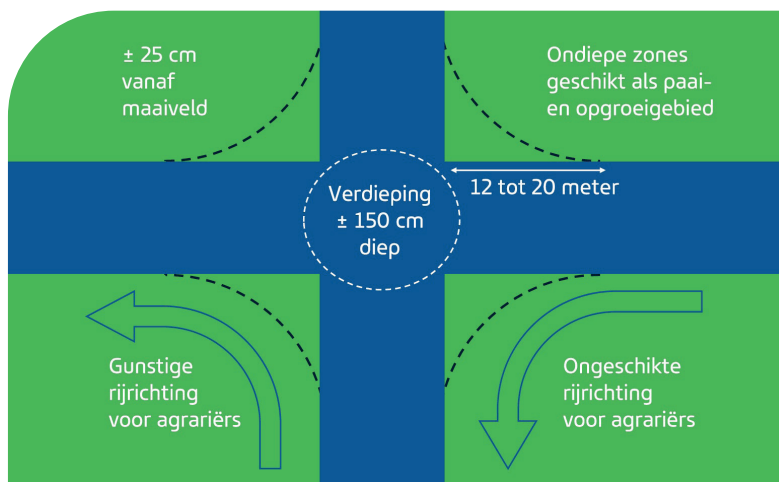 ± 25 cm
vanaf
maaiveld
Ondiepe zones
geschikt als paai-
en opgroeigebied
12 tot 20 meter
Verdieping
± 150 cm
diep
Gunstige
rijrichting
voor agrariërs
Ongeschikte
rijrichting
voor agrariërs